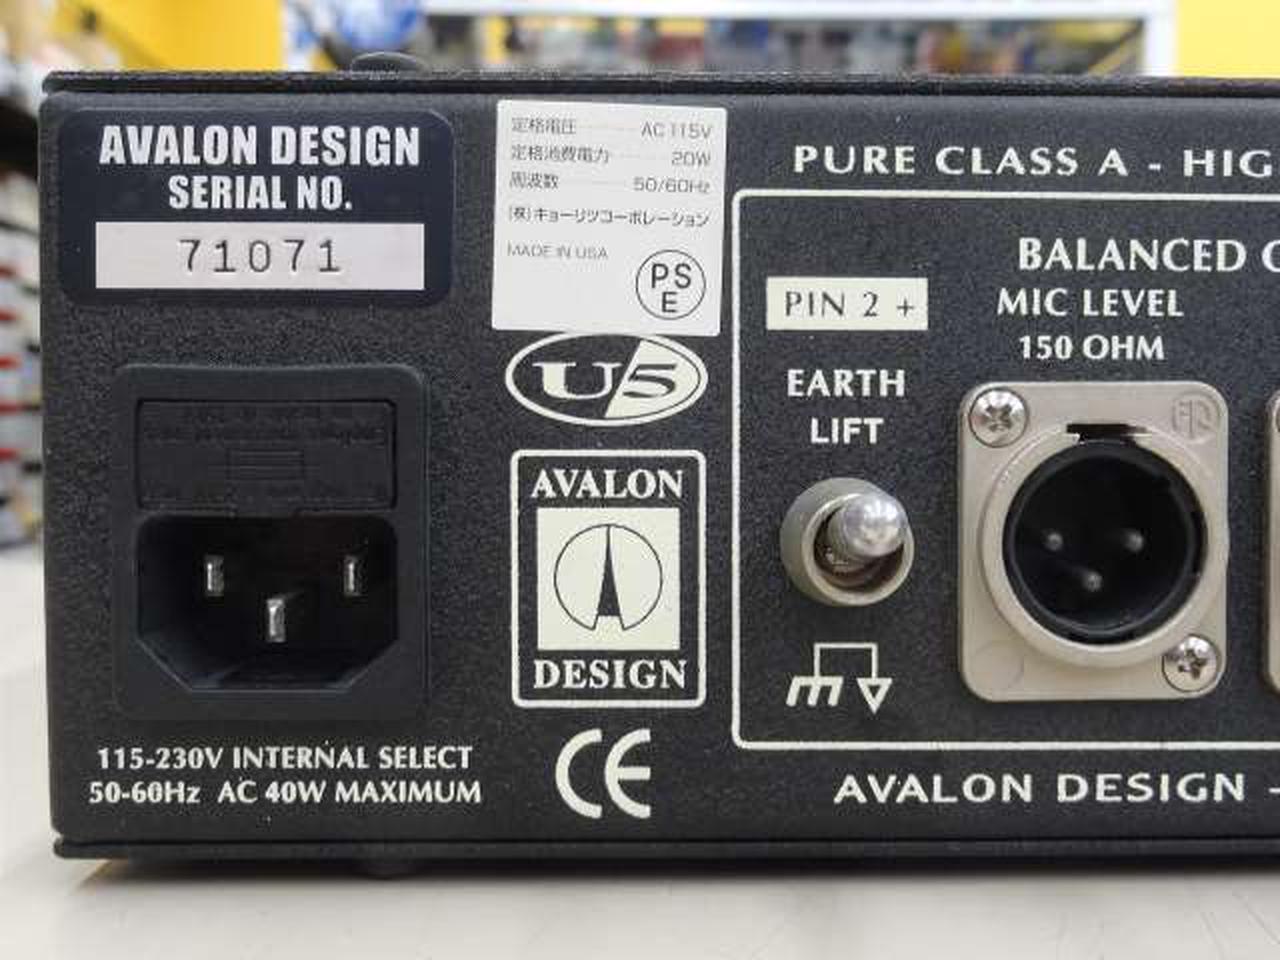 AVALON DESIGN
SERIAL NO.
71071
定格電圧 AC 115V
定格消費電力 20W
周波数 50/60Hz
(株)キョーリツコーポレーション
MADE IN USA
PS
E
U5
AVALON
DESIGN
CE
115-230V INTERNAL SELECT
50-60Hz AC 40W MAXIMUM
PURE CLASS A - HIG
BALANCED
MIC LEVEL
150 OHM
PIN 2 +
EARTH
LIFT
AVALON DESIGN -